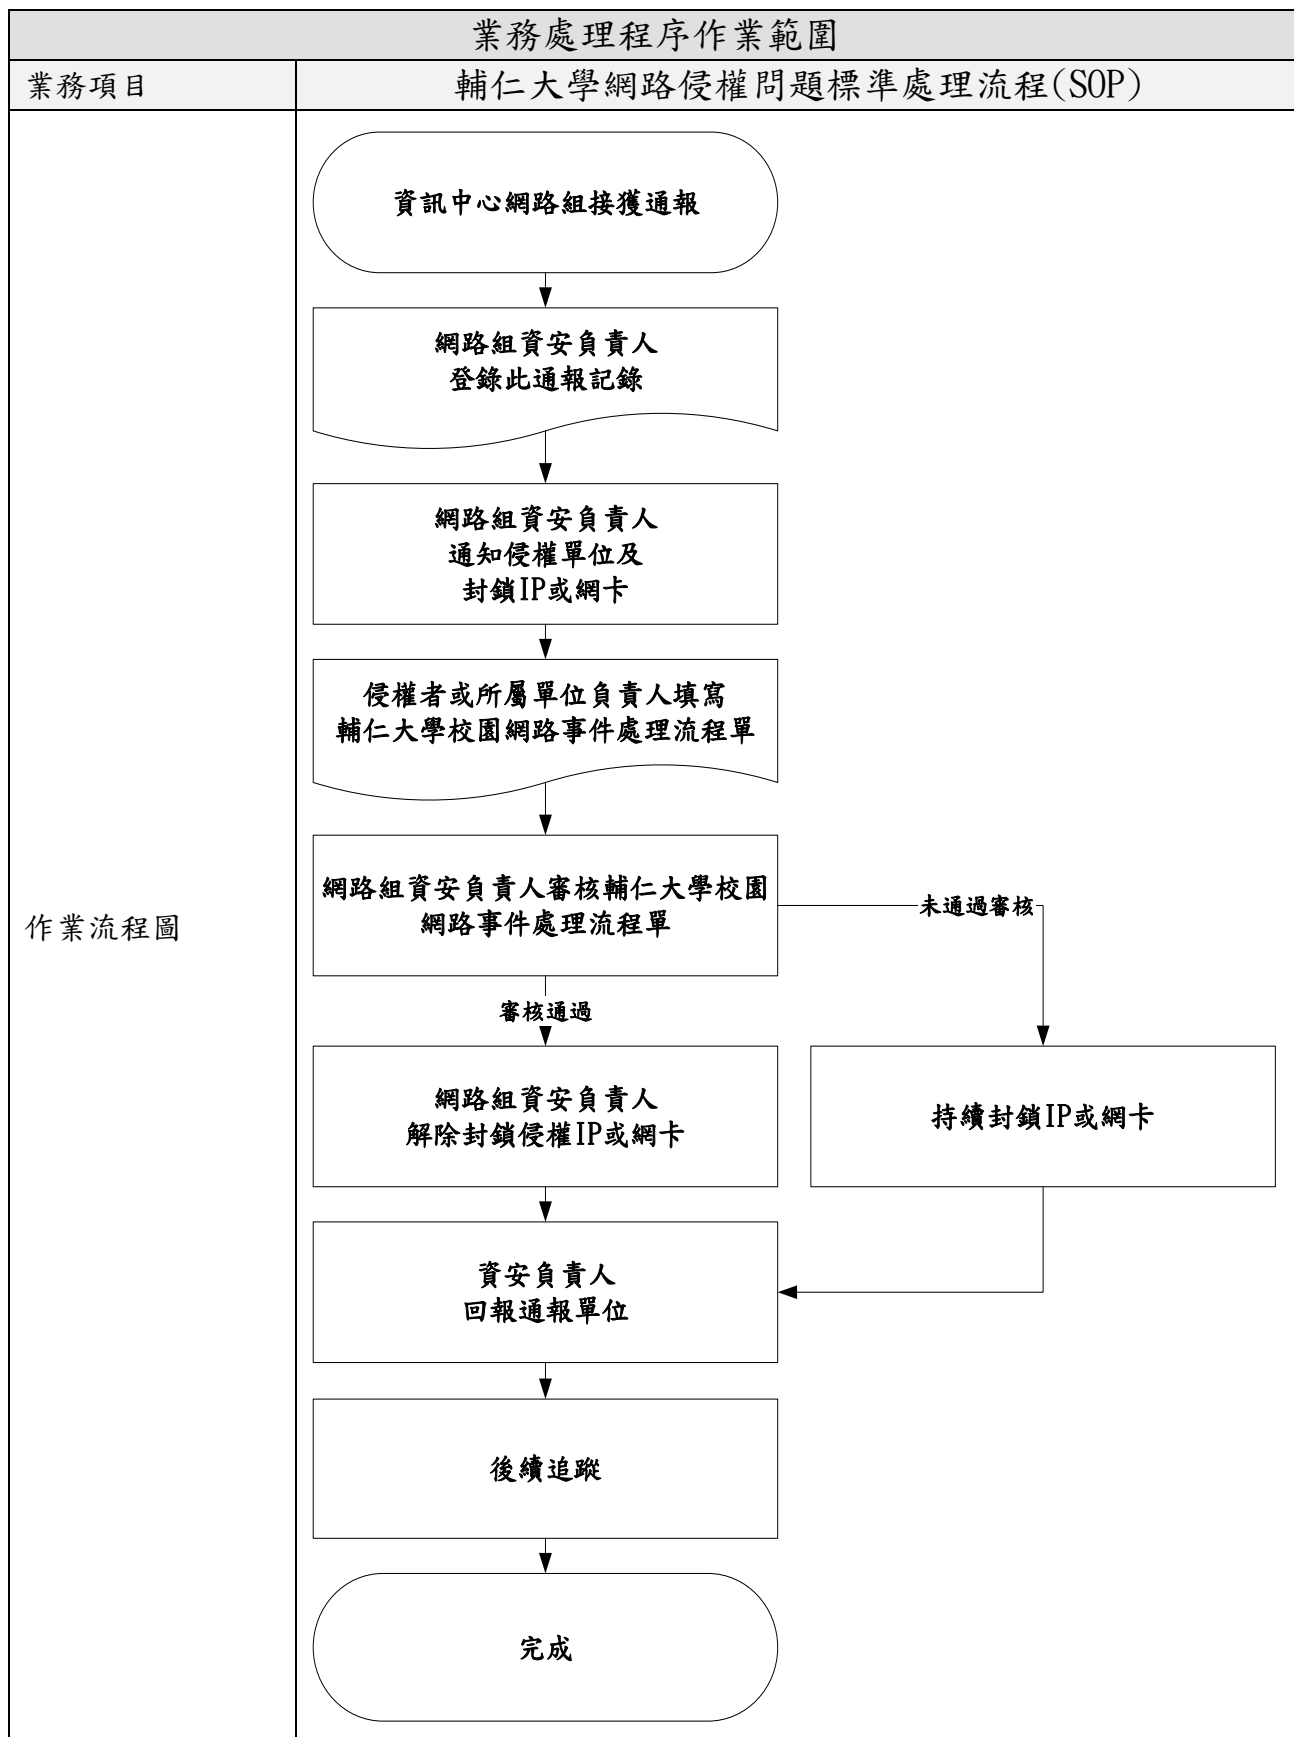 業務處理程序作業範圍
業務項目
輔仁大學網路侵權問題標準處理流程(SOP)
作業流程圖
資訊中心網路組接獲通報
網路組資安負責人
登錄此通報記錄
網路組資安負責人
通知侵權單位及
封鎖IP或網卡
侵權者或所屬單位負責人填寫
輔仁大學校園網路事件處理流程單
網路組資安負責人審核輔仁大學校園
網路事件處理流程單
未通過審核
審核通過
網路組資安負責人
解除封鎖侵權IP或網卡
持續封鎖IP或網卡
資安負責人
回報通報單位
後續追蹤
完成